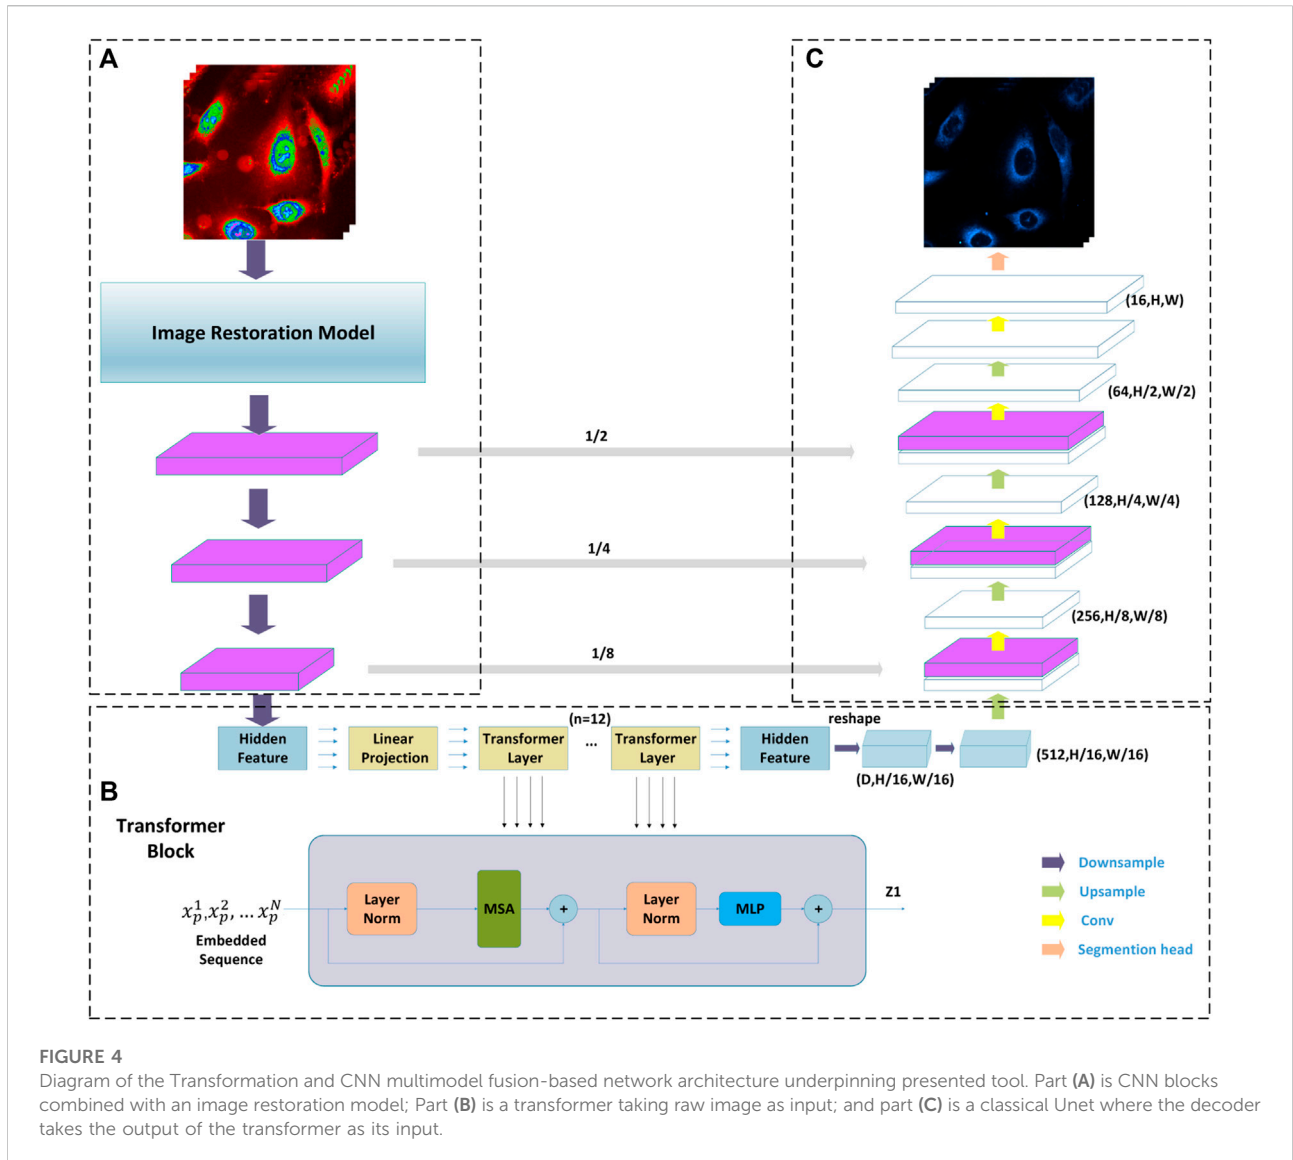 A
C
Image Restoration Model
(16,H,W)
(64,H/2,W/2)
1/2
(128,H/4,W/4)
1/4
(256,H/8,W/8)
1/8
(n=12)
reshape
Hidden
Feature
Linear
Projection
Transformer
Layer
...
Transformer
Layer
Hidden
Feature
(D,H/16,W/16)
(512,H/16,W/16)
B
Transformer
Block
Layer
Norm
MSA
+
Layer
Norm
MLP
+
Z1
$x_p^1, x_p^2, \ldots x_p^N$
Embedded
Sequence
Downsample
Upsample
Conv
Segmention head
FIGURE 4
Diagram of the Transformation and CNN multimodel fusion-based network architecture underpinning presented tool. Part (A) is CNN blocks
combined with an image restoration model; Part (B) is a transformer taking raw image as input; and part (C) is a classical Unet where the decoder
takes the output of the transformer as its input.